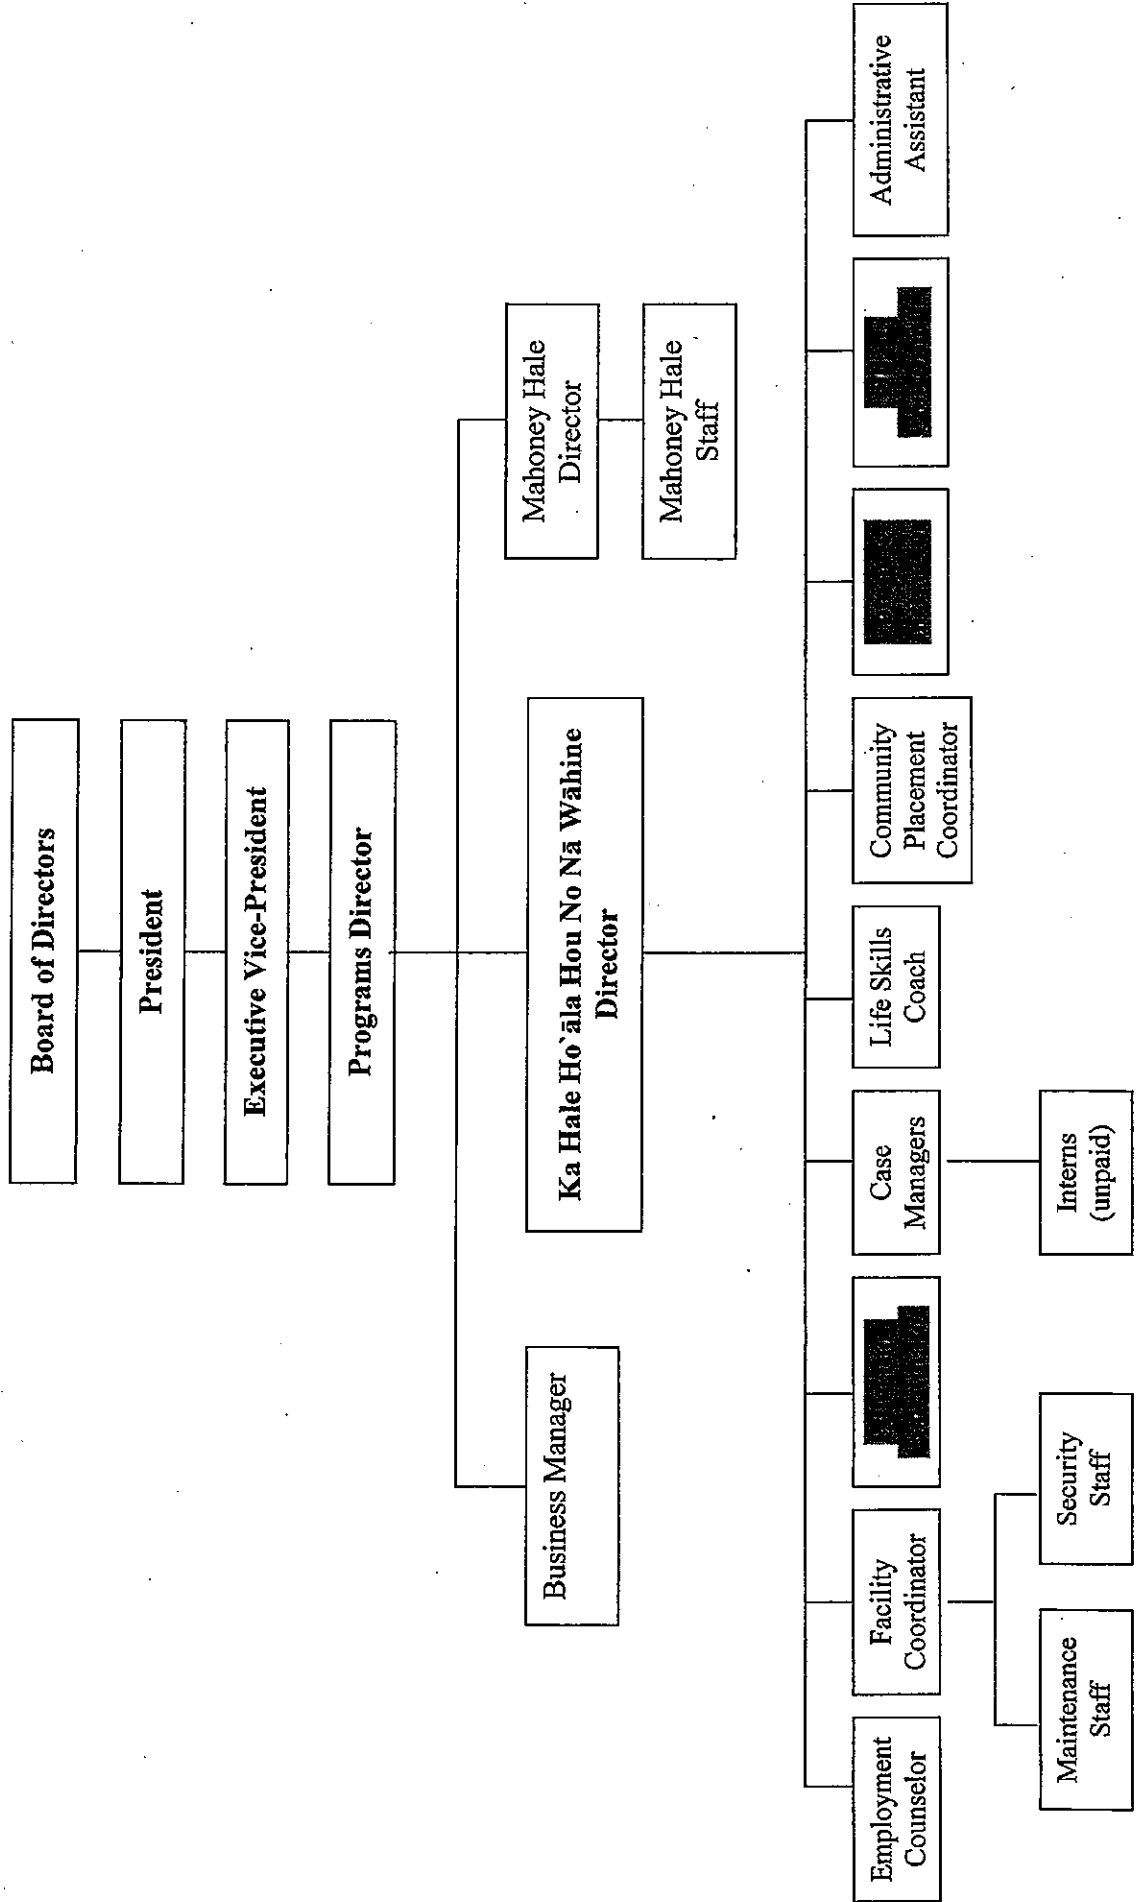 Board of Directors
President
Executive Vice-President
Programs Director
Business Manager
Ka Hale Ho`āla Hou No Nā Wāhine
Director
Mahoney Hale
Director
Mahoney Hale
Staff
Employment
Counselor
Facility
Coordinator
Case
Managers
Life Skills
Coach
Community
Placement
Coordinator
Administrative
Assistant
Maintenance
Staff
Security
Staff
Interns
(unpaid)